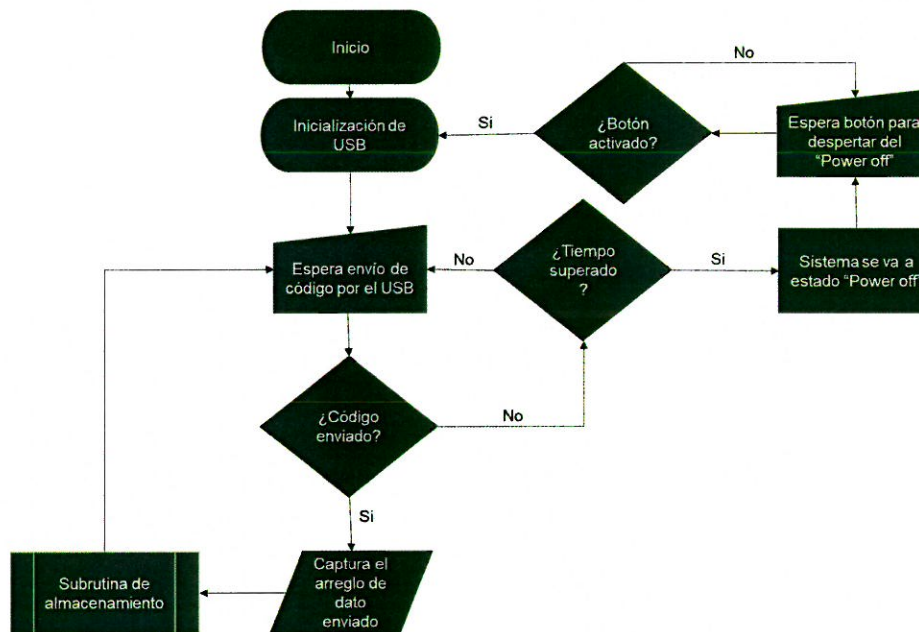 Inicio
No
Inicialización de
USB
Si
¿Botón
activado?
Espera botón para
despertar del
“Power off”
Espera envío de
código por el USB
No
¿Tiempo
superado
?
Si
Sistema se va a
estado “Power off”
¿Código
enviado?
No
Si
Captura el
arreglo de
dato
enviado
Subrutina de
almacenamiento